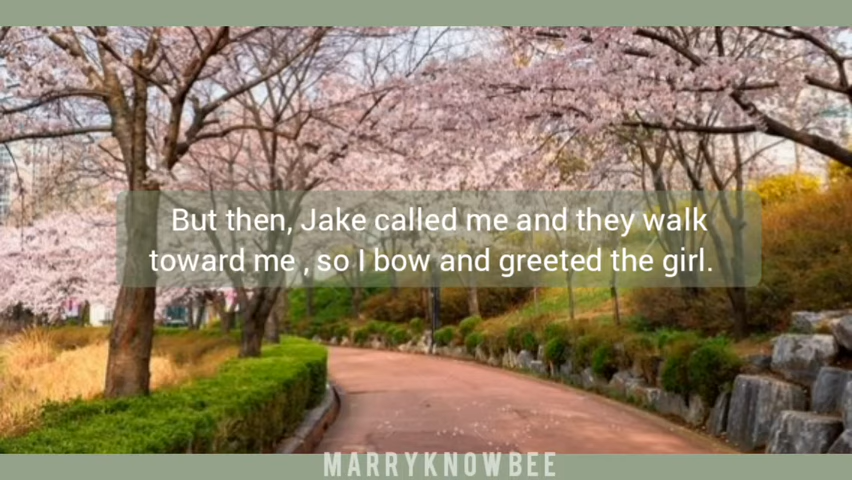 But then, Jake called me and they walk
toward me , so I bow and greeted the girl.
MARRYKNOWBEE